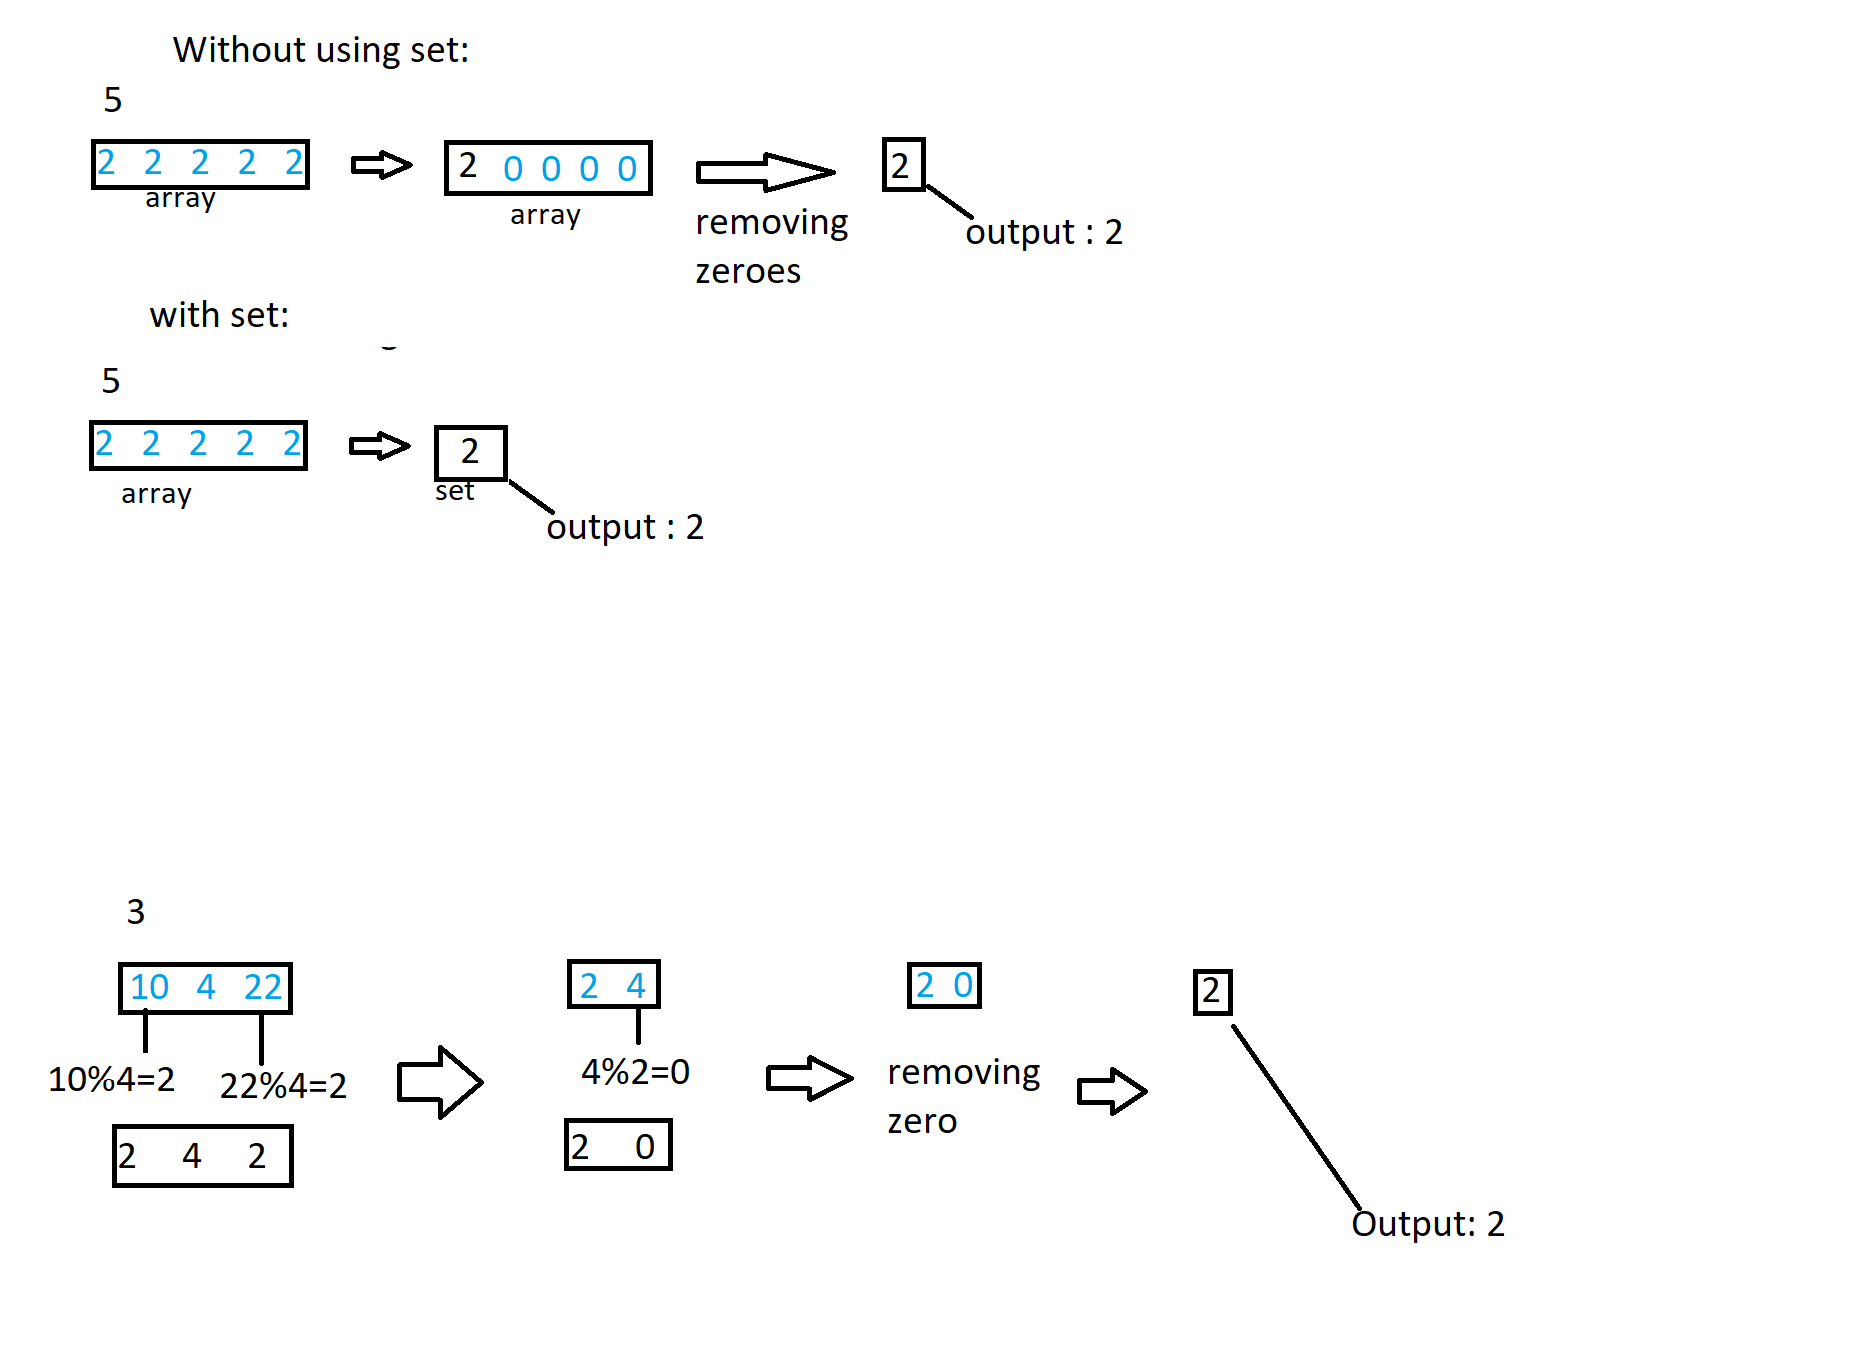 Without using set:
5
2 2 2 2 2
array
2 0 0 0 0
array
removing
zeroes
2
output : 2
with set:
5
2 2 2 2 2
array
2
set
output : 2
3
10 4 22
10%4=2
22%4=2
2 4 2
2 4
4%2=0
2 0
2 0
removing
zero
2
Output: 2